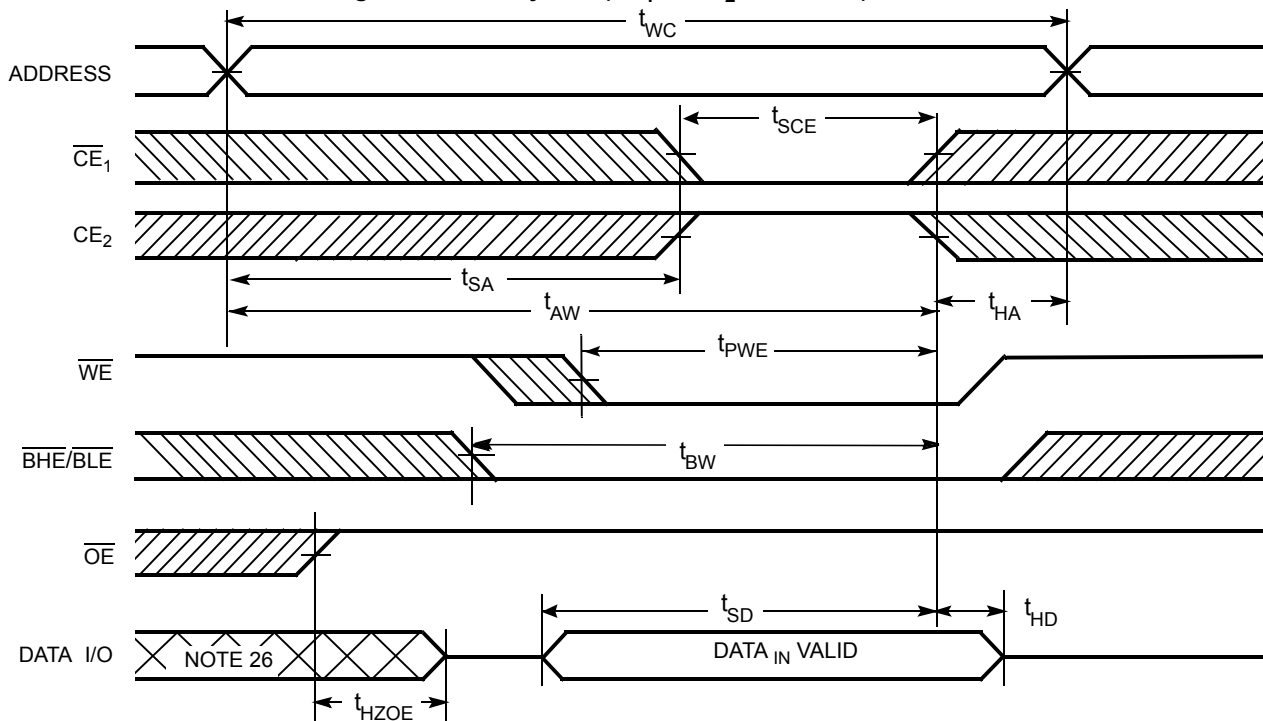 tWC
ADDRESS
tSCE
CE1
CE2
tSA
tAW
tHA
tPWE
WE
BHE/BLE
tBW
OE
tSD
tHD
DATA I/O
NOTE 26
DATA IN VALID
tHZOE